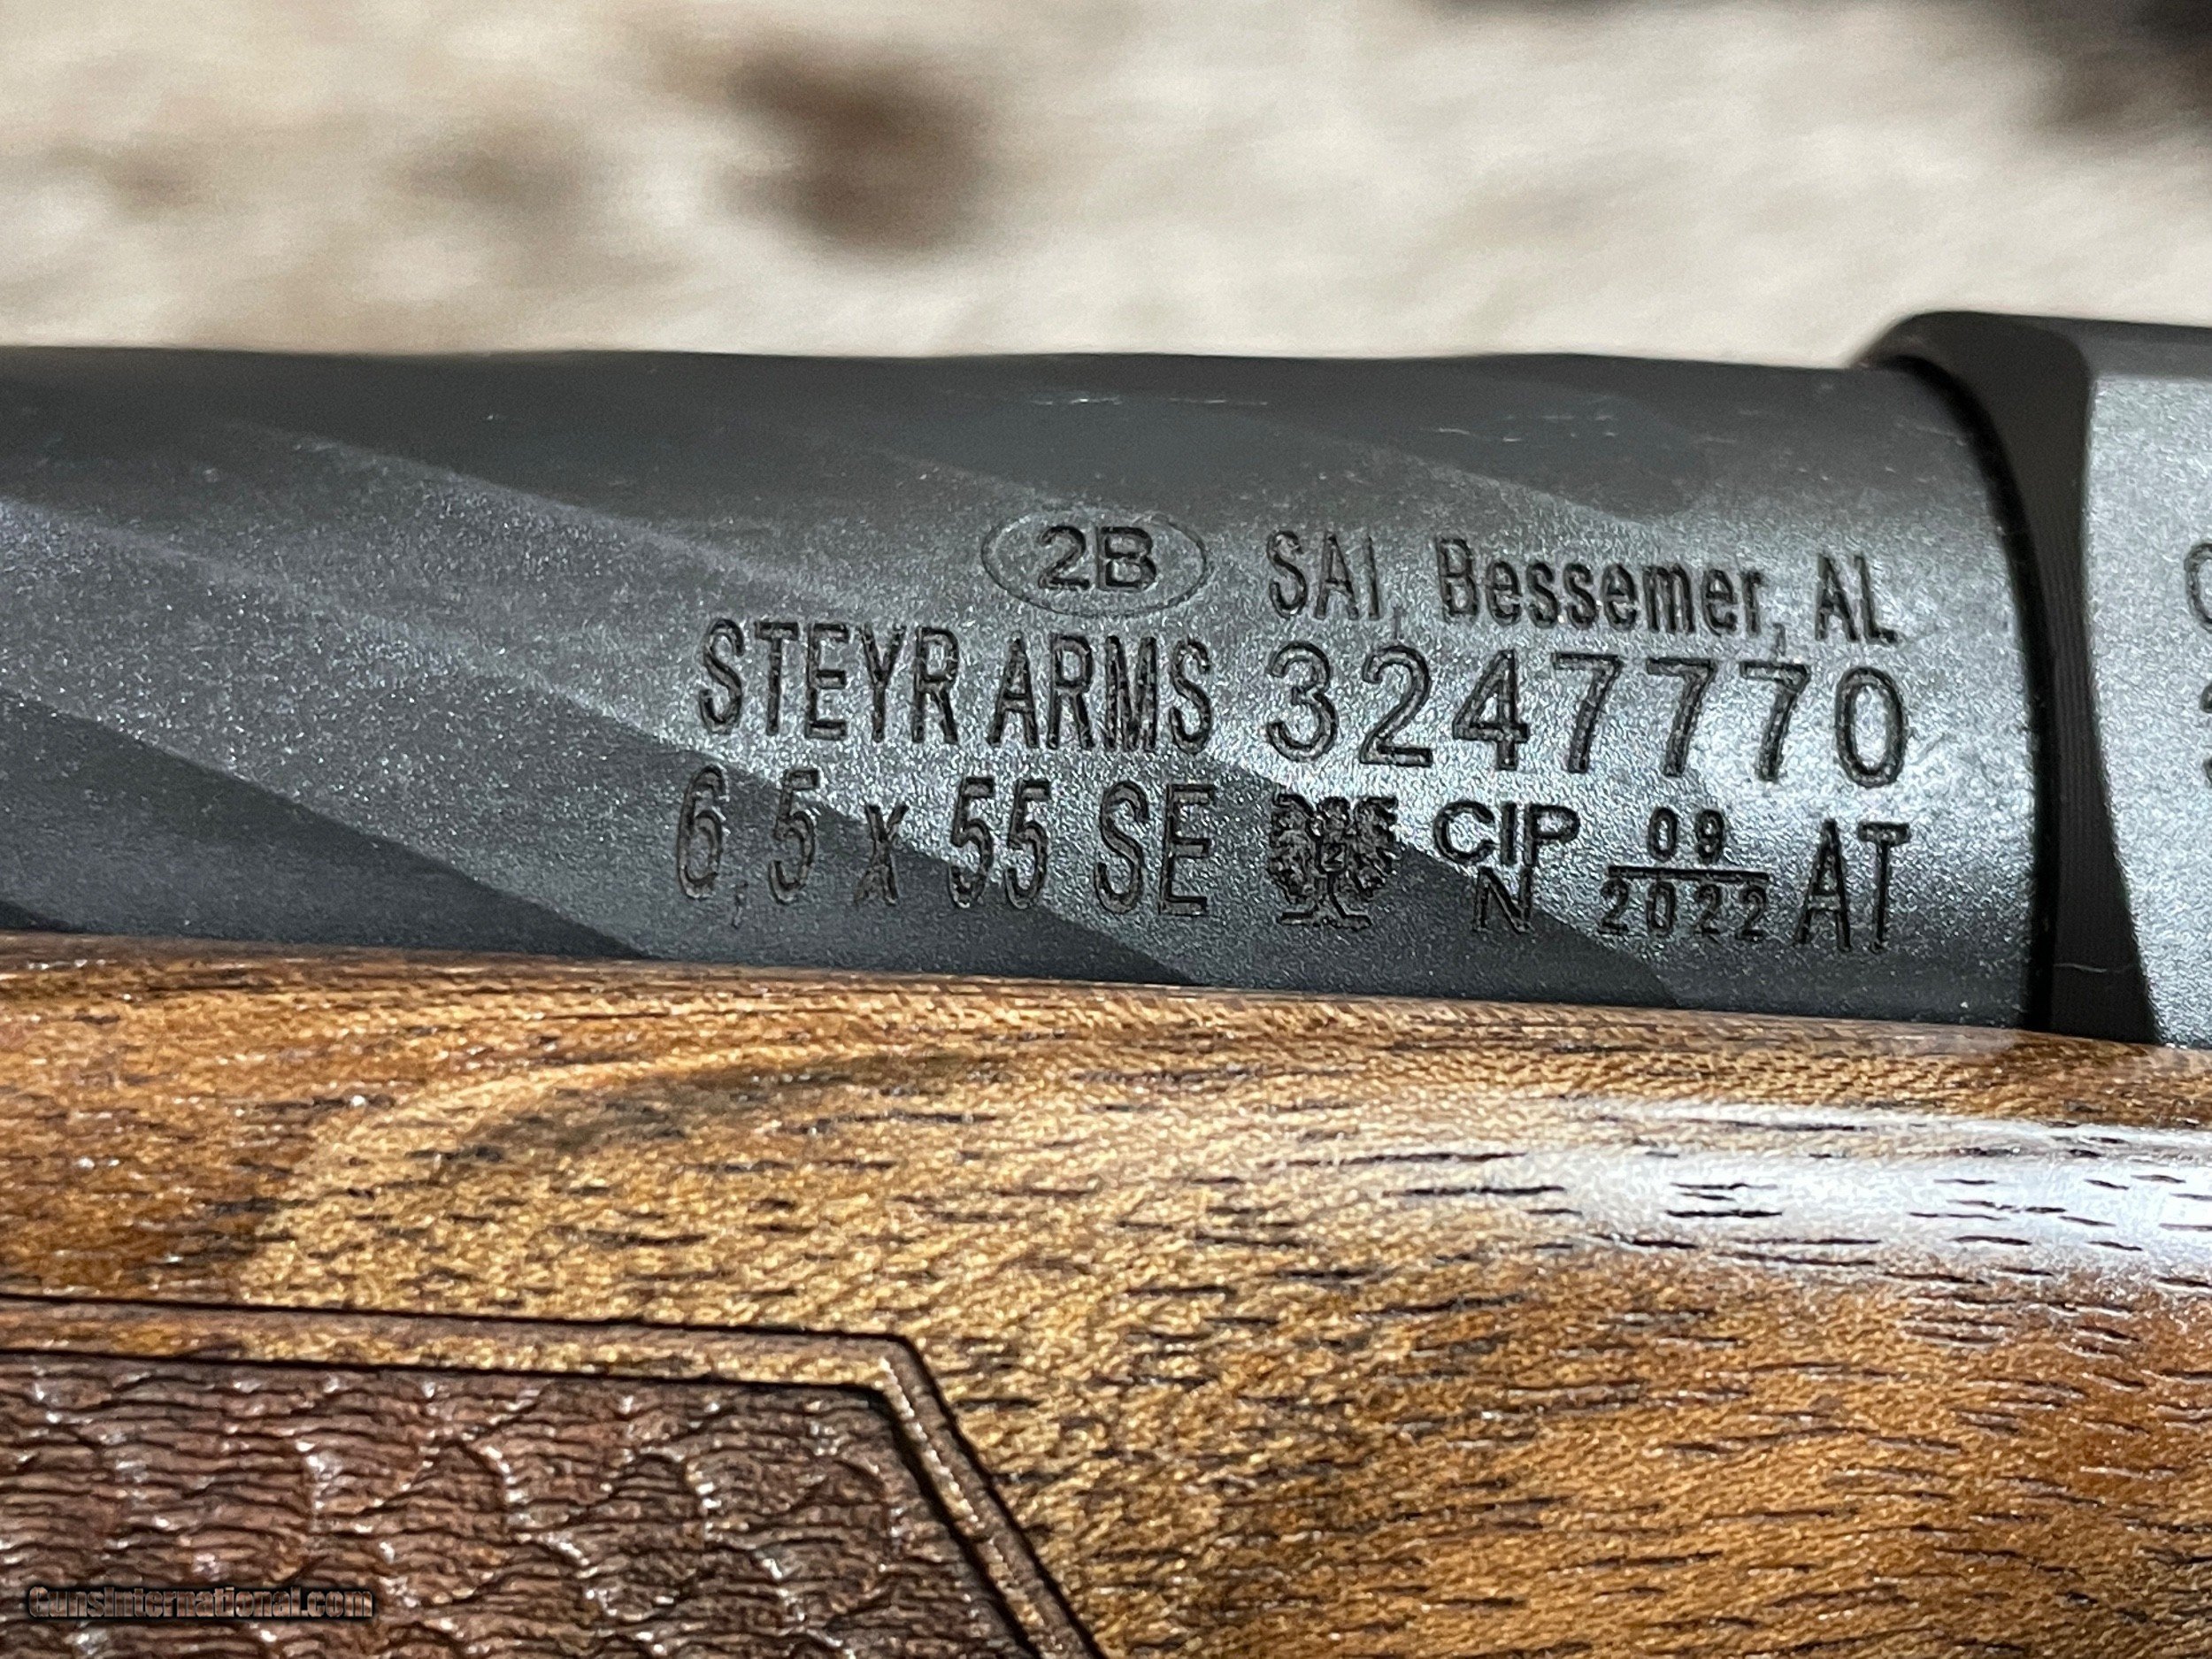 2B SAI, Bessemer, AL
STEYR ARMS 3247770
6,5 x 55 SE CIP N 09 2022 AT
GunsInternational.com